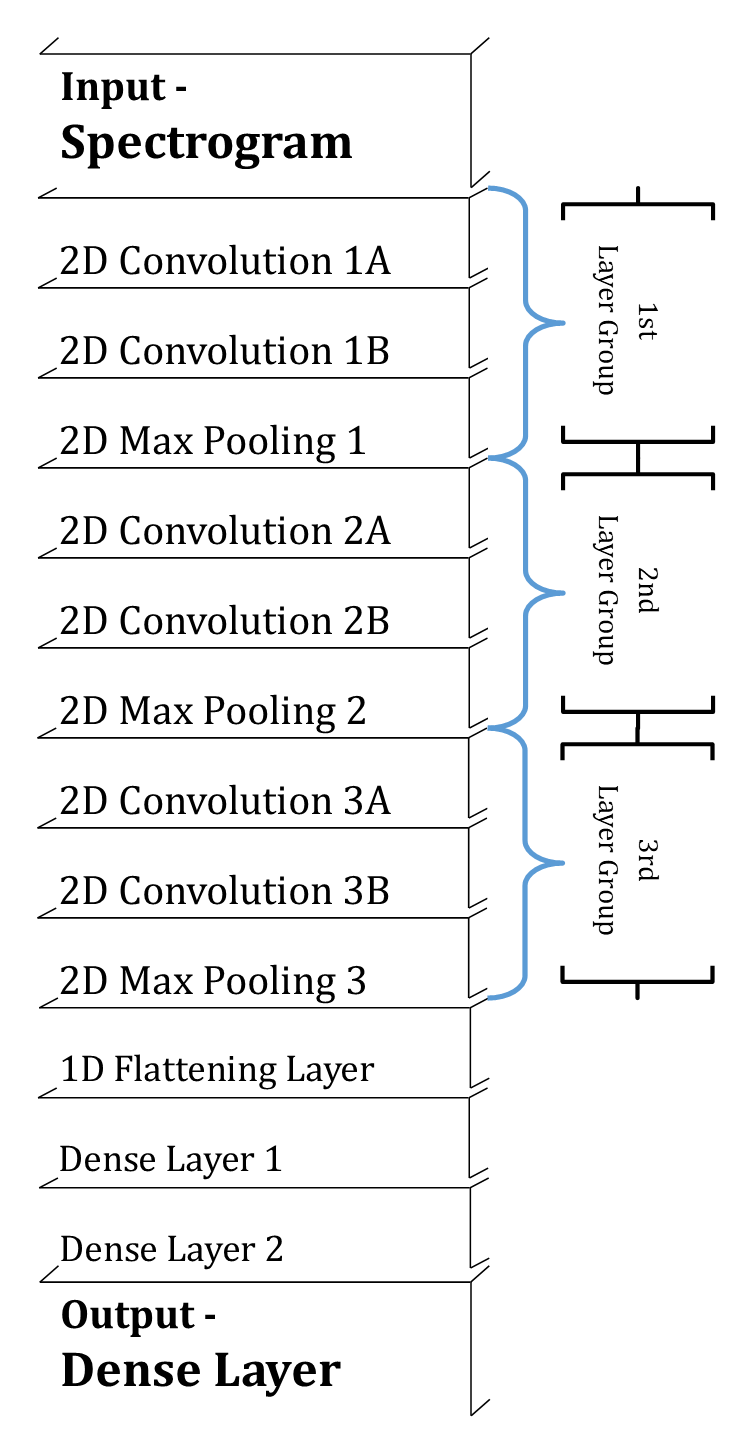 Input -
Spectrogram
2D Convolution 1A
2D Convolution 1B
2D Max Pooling 1
1st
Layer Group
2D Convolution 2A
2D Convolution 2B
2D Max Pooling 2
2nd
Layer Group
2D Convolution 3A
2D Convolution 3B
2D Max Pooling 3
3rd
Layer Group
1D Flattening Layer
Dense Layer 1
Dense Layer 2
Output -
Dense Layer